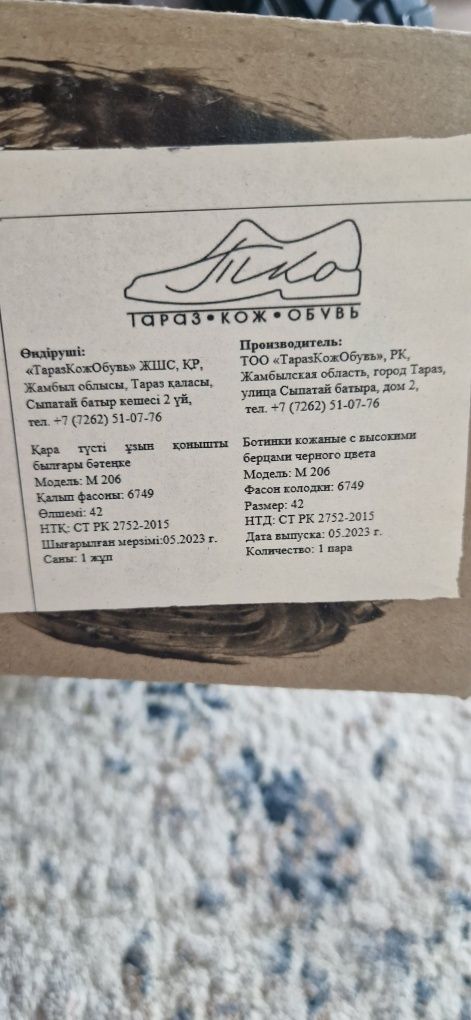 ТКО
ТАРАЗ•КОЖ•ОБУВЬ
Өндіруші:
«ТаразКожОбувь» ЖШС, ҚР,
Жамбыл облысы, Тараз қаласы,
Сыпатай батыр көшесі 2 үй,
тел. +7 (7262) 51-07-76
Қара түсті ұзын қонышты
былғары бәтеңке
Модель: М 206
Қалып фасоны: 6749
Өлшемі: 42
НТҚ: СТ РК 2752-2015
Шығарылған мерзімі:05.2023 г.
Саны: 1 жұп
Производитель:
ТОО «ТаразКожОбувь», РК,
Жамбылская область, город Тараз,
улица Сыпатай батыра, дом 2,
тел. +7 (7262) 51-07-76
Ботинки кожаные с высокими
берцами черного цвета
Модель: М 206
Фасон колодки: 6749
Размер: 42
НТД: СТ РК 2752-2015
Дата выпуска: 05.2023 г.
Количество: 1 пара